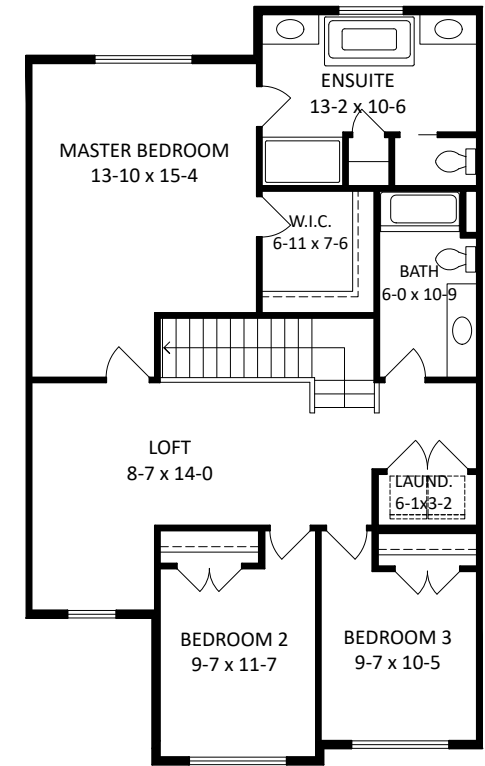 ENSUITE
13-2 x 10-6
MASTER BEDROOM
13-10 x 15-4
W.I.C.
6-11 x 7-6
BATH
6-0 x 10-9
LOFT
8-7 x 14-0
LAUND.
6-1x3-2
BEDROOM 2
9-7 x 11-7
BEDROOM 3
9-7 x 10-5